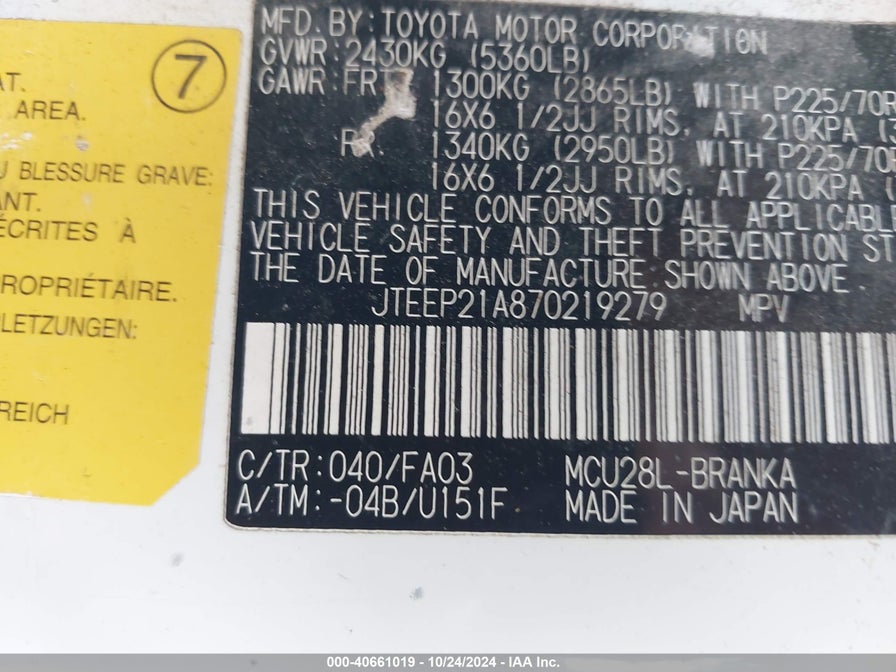 7
AT.
AREA.
U BLESSURE GRAVE:
ANT.
ÉCRITES À
PROPRIÉTAIRE.
RLETZUNGEN:
REICH
MFD.BY:TOYOTA MOTOR CORPORATION
GVWR:2430KG (5360LB)
GAWR:FRT. 1300KG (2865LB) WITH P225/70R
16X6 1/2JJ RIMS, AT 210KPA (
RR. 1340KG (2950LB) WITH P225/70R
16X6 1/2JJ RIMS, AT 210KPA
THIS VEHICLE CONFORMS TO ALL APPLICABLE
VEHICLE SAFETY AND THEFT PREVENTION ST
THE DATE OF MANUFACTURE SHOWN ABOVE.
JTEEP21A870219279 MPV
C/TR:040/FA03 MCU28L-BRANKA
A/TM:-04B/U151F MADE IN JAPAN
000-40661019 - 10/24/2024 - IAA Inc.